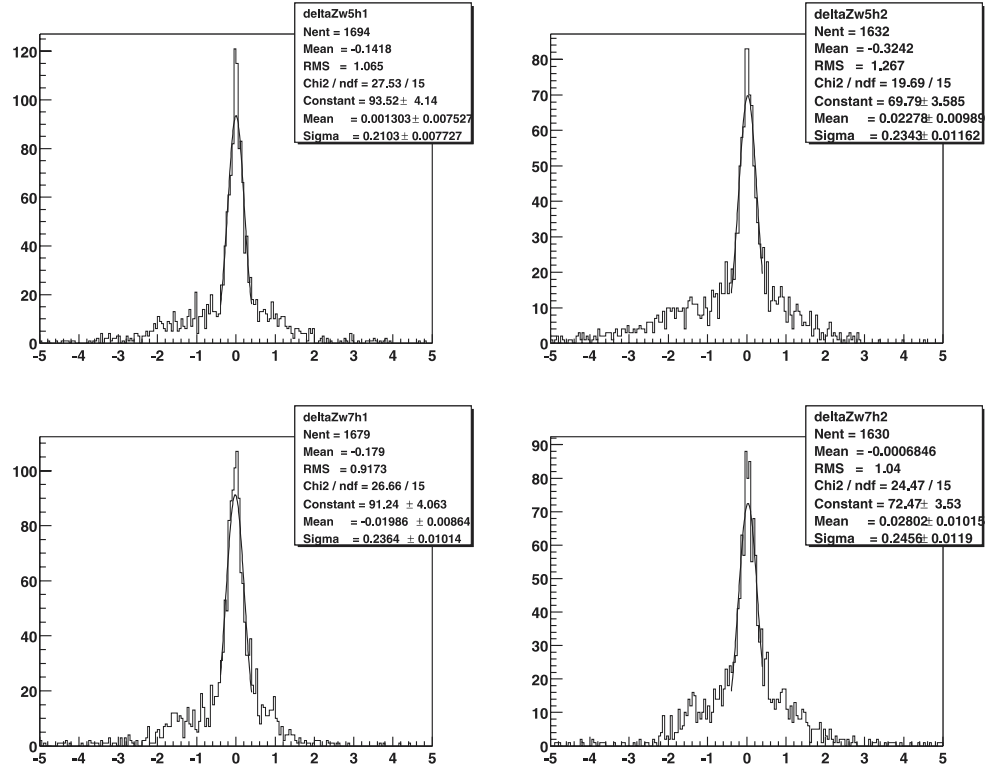 deltaZw5h1
Nent = 1694
Mean = -0.1418
RMS = 1.065
Chi2 / ndf = 27.53 / 15
Constant = 93.52 ± 4.14
Mean = 0.001303 ± 0.007527
Sigma = 0.2103 ± 0.007727
120
100
80
60
40
20
0
-5 -4 -3 -2 -1 0 1 2 3 4 5
deltaZw5h2
Nent = 1632
Mean = -0.3242
RMS = 1.267
Chi2 / ndf = 19.69 / 15
Constant = 69.79 ± 3.585
Mean = 0.02278 ± 0.00989
Sigma = 0.2343 ± 0.01162
80
70
60
50
40
30
20
10
0
-5 -4 -3 -2 -1 0 1 2 3 4 5
deltaZw7h1
Nent = 1679
Mean = -0.179
RMS = 0.9173
Chi2 / ndf = 26.66 / 15
Constant = 91.24 ± 4.063
Mean = -0.01986 ± 0.00864
Sigma = 0.2364 ± 0.01014
100
80
60
40
20
0
-5 -4 -3 -2 -1 0 1 2 3 4 5
deltaZw7h2
Nent = 1630
Mean = -0.0006846
RMS = 1.04
Chi2 / ndf = 24.47 / 15
Constant = 72.47 ± 3.53
Mean = 0.02802 ± 0.01015
Sigma = 0.2456 ± 0.0119
90
80
70
60
50
40
30
20
10
0
-5 -4 -3 -2 -1 0 1 2 3 4 5